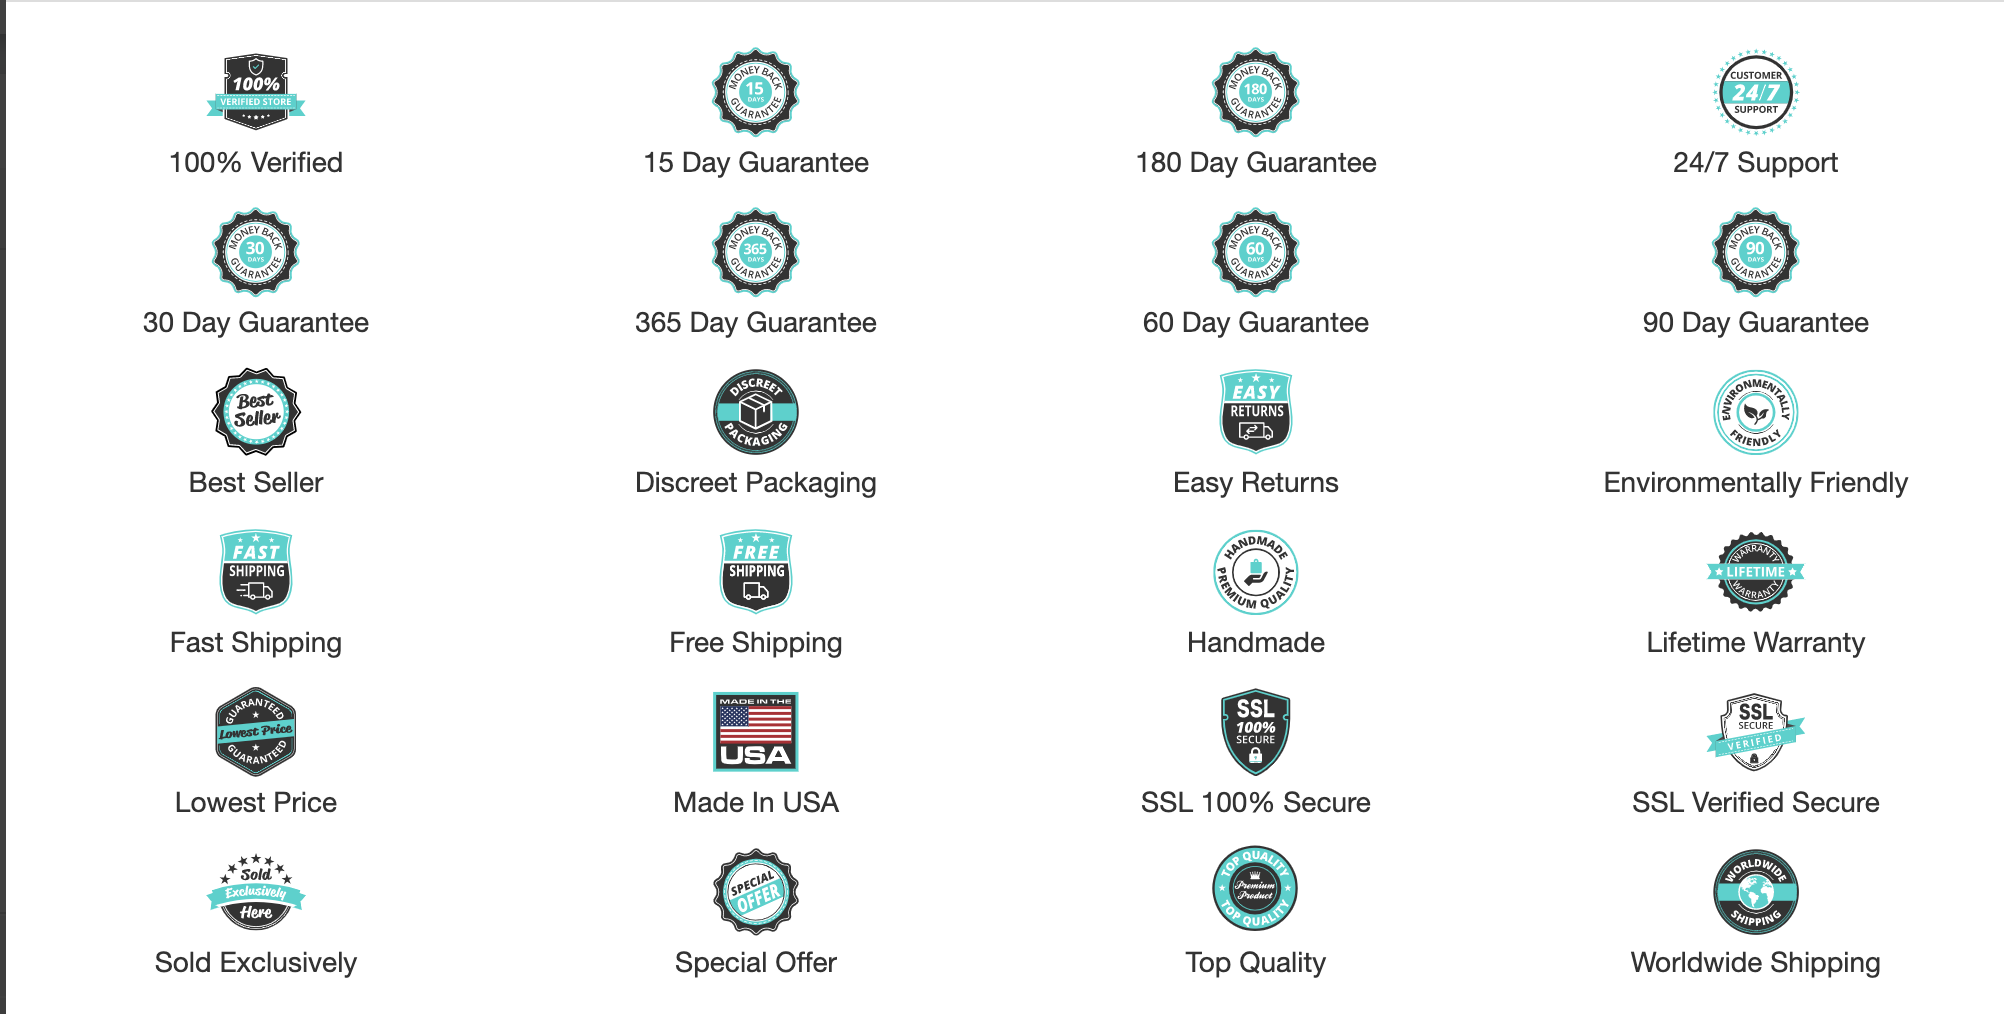 100%
VERIFIED STORE
100% Verified
MONEY BACK
15
DAYS
GUARANTEE
15 Day Guarantee
MONEY BACK
180
DAYS
GUARANTEE
180 Day Guarantee
CUSTOMER
24/7
SUPPORT
24/7 Support
MONEY BACK
30
DAYS
GUARANTEE
30 Day Guarantee
MONEY BACK
365
DAYS
GUARANTEE
365 Day Guarantee
MONEY BACK
60
DAYS
GUARANTEE
60 Day Guarantee
MONEY BACK
90
DAYS
GUARANTEE
90 Day Guarantee
Best
Seller
Best Seller
DISCREET
PACKAGING
Discreet Packaging
EASY
RETURNS
Easy Returns
ENVIRONMENTALLY
FRIENDLY
Environmentally Friendly
FAST
SHIPPING
Fast Shipping
FREE
SHIPPING
Free Shipping
HANDMADE
PREMIUM QUALITY
Handmade
WARRANTY
LIFETIME
WARRANTY
Lifetime Warranty
GUARANTEED
Lowest Price
GUARANTEED
Lowest Price
MADE IN THE
USA
Made In USA
SSL
100%
SECURE
SSL 100% Secure
SSL
SECURE
VERIFIED
SSL Verified Secure
Sold
Exclusively
Here
Sold Exclusively
SPECIAL
OFFER
Special Offer
TOP QUALITY
Premium
Product
TOP QUALITY
Top Quality
WORLDWIDE
SHIPPING
Worldwide Shipping